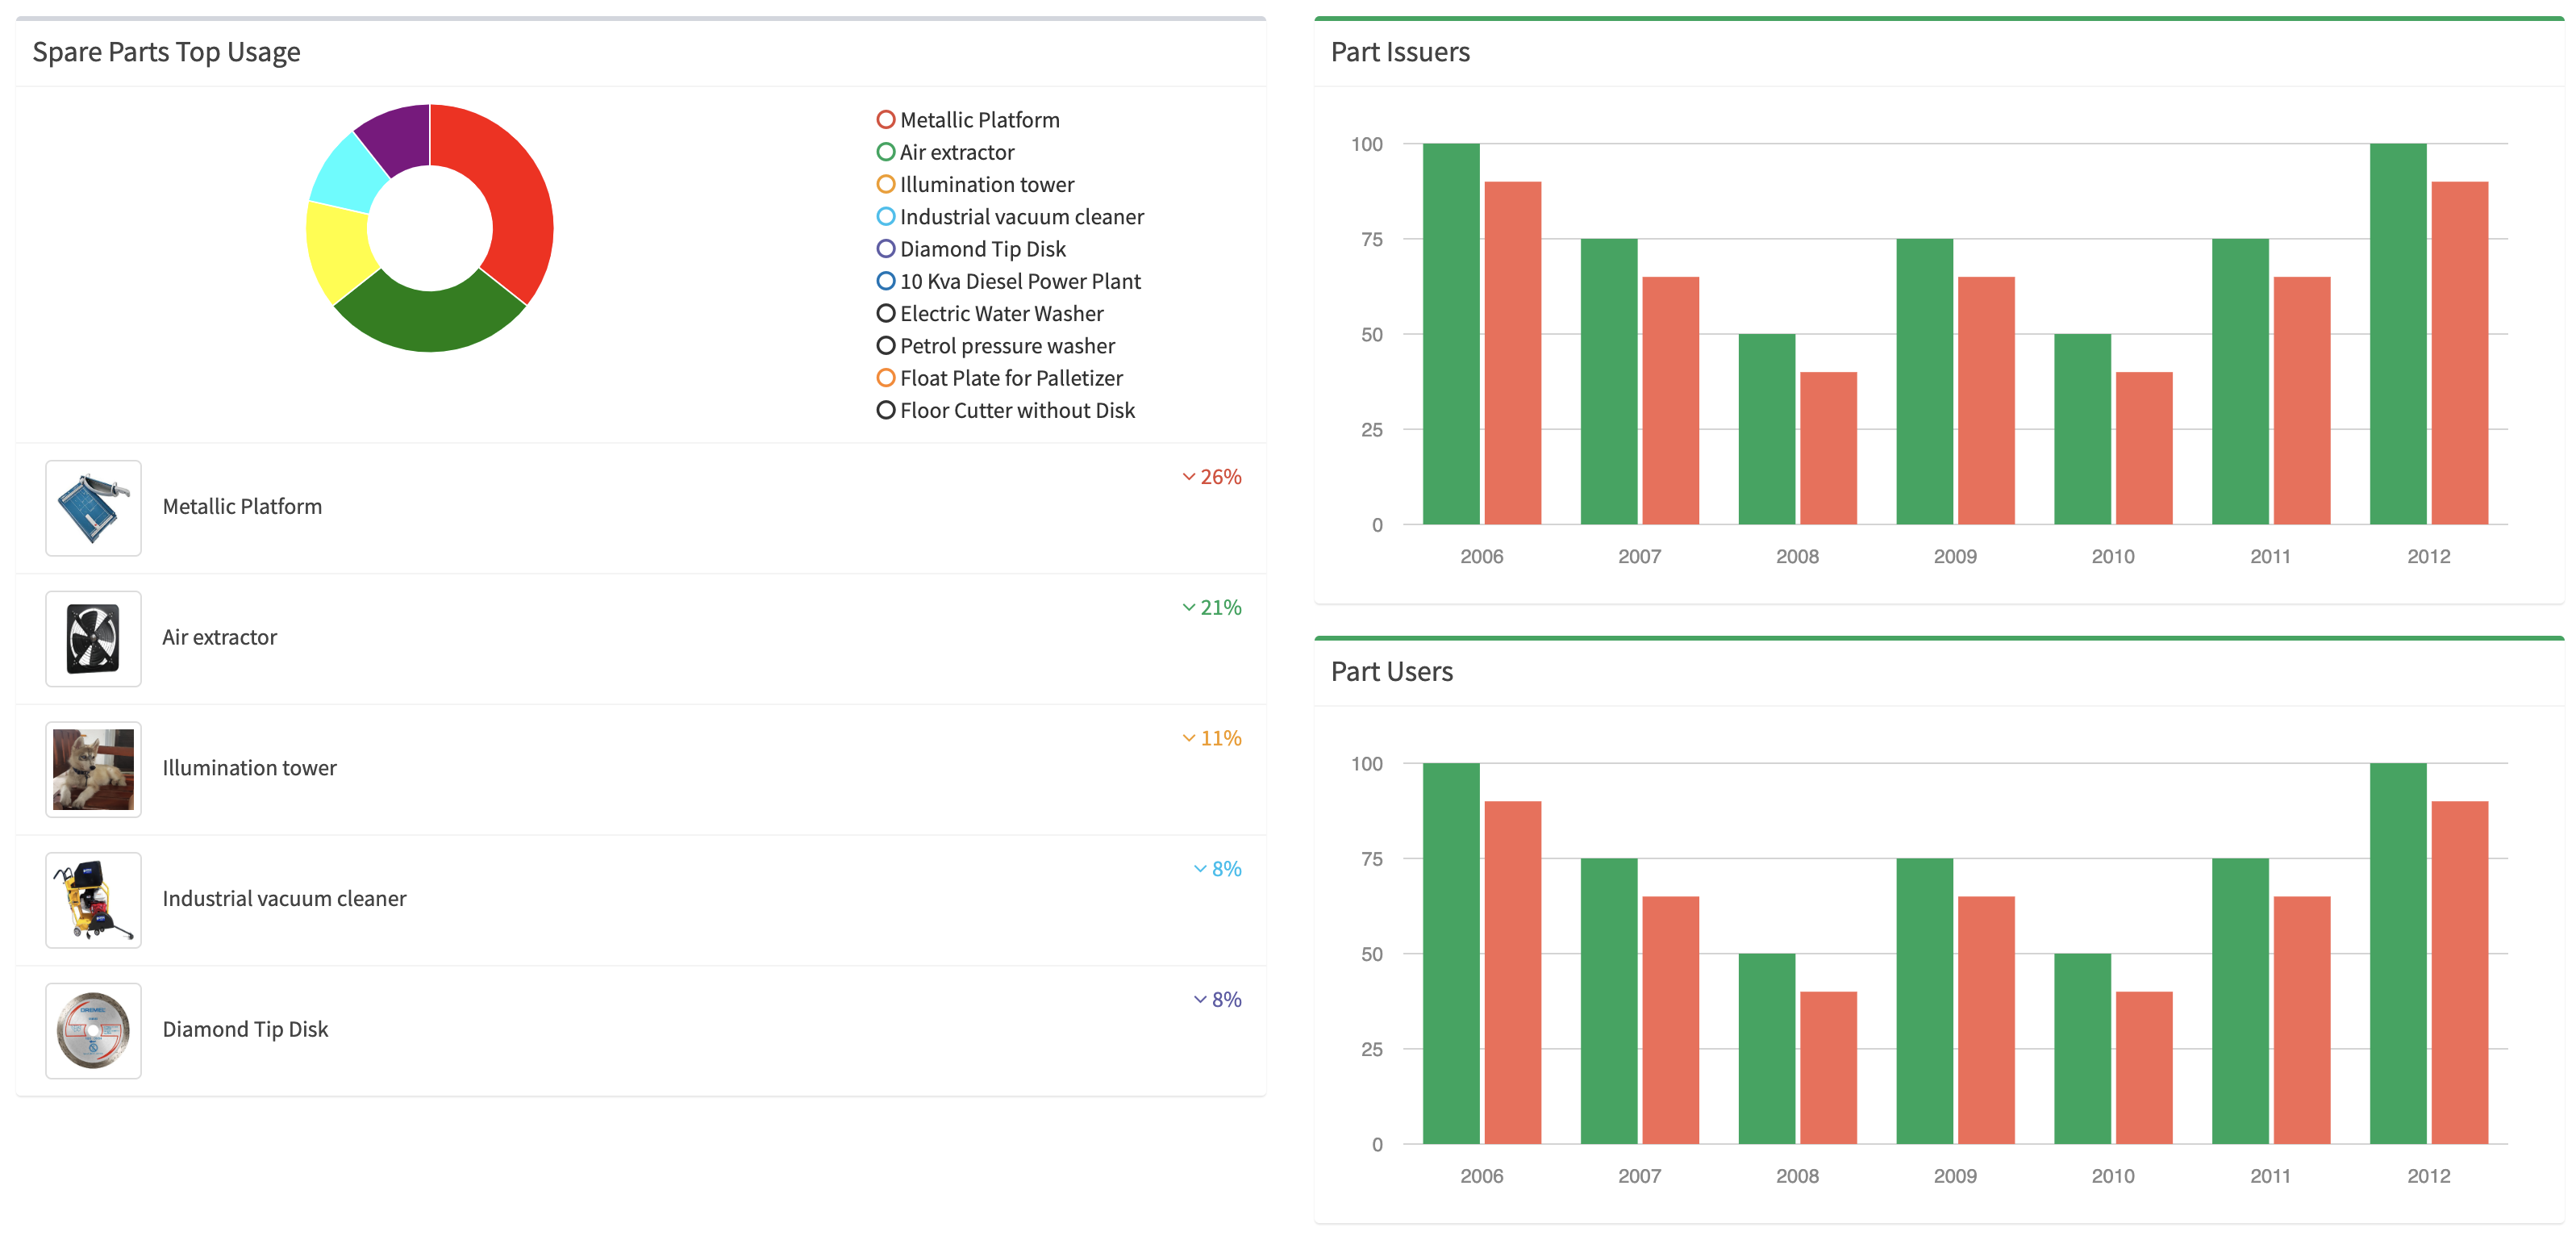 Spare Parts Top Usage
Metallic Platform
Air extractor
Illumination tower
Industrial vacuum cleaner
Diamond Tip Disk
10 Kva Diesel Power Plant
Electric Water Washer
Petrol pressure washer
Float Plate for Palletizer
Floor Cutter without Disk
Metallic Platform
26%
Air extractor
21%
Illumination tower
11%
Industrial vacuum cleaner
8%
Diamond Tip Disk
8%
DREMEL
Part Issuers
100
75
50
25
0
2006 2007 2008 2009 2010 2011 2012
Part Users
100
75
50
25
0
2006 2007 2008 2009 2010 2011 2012